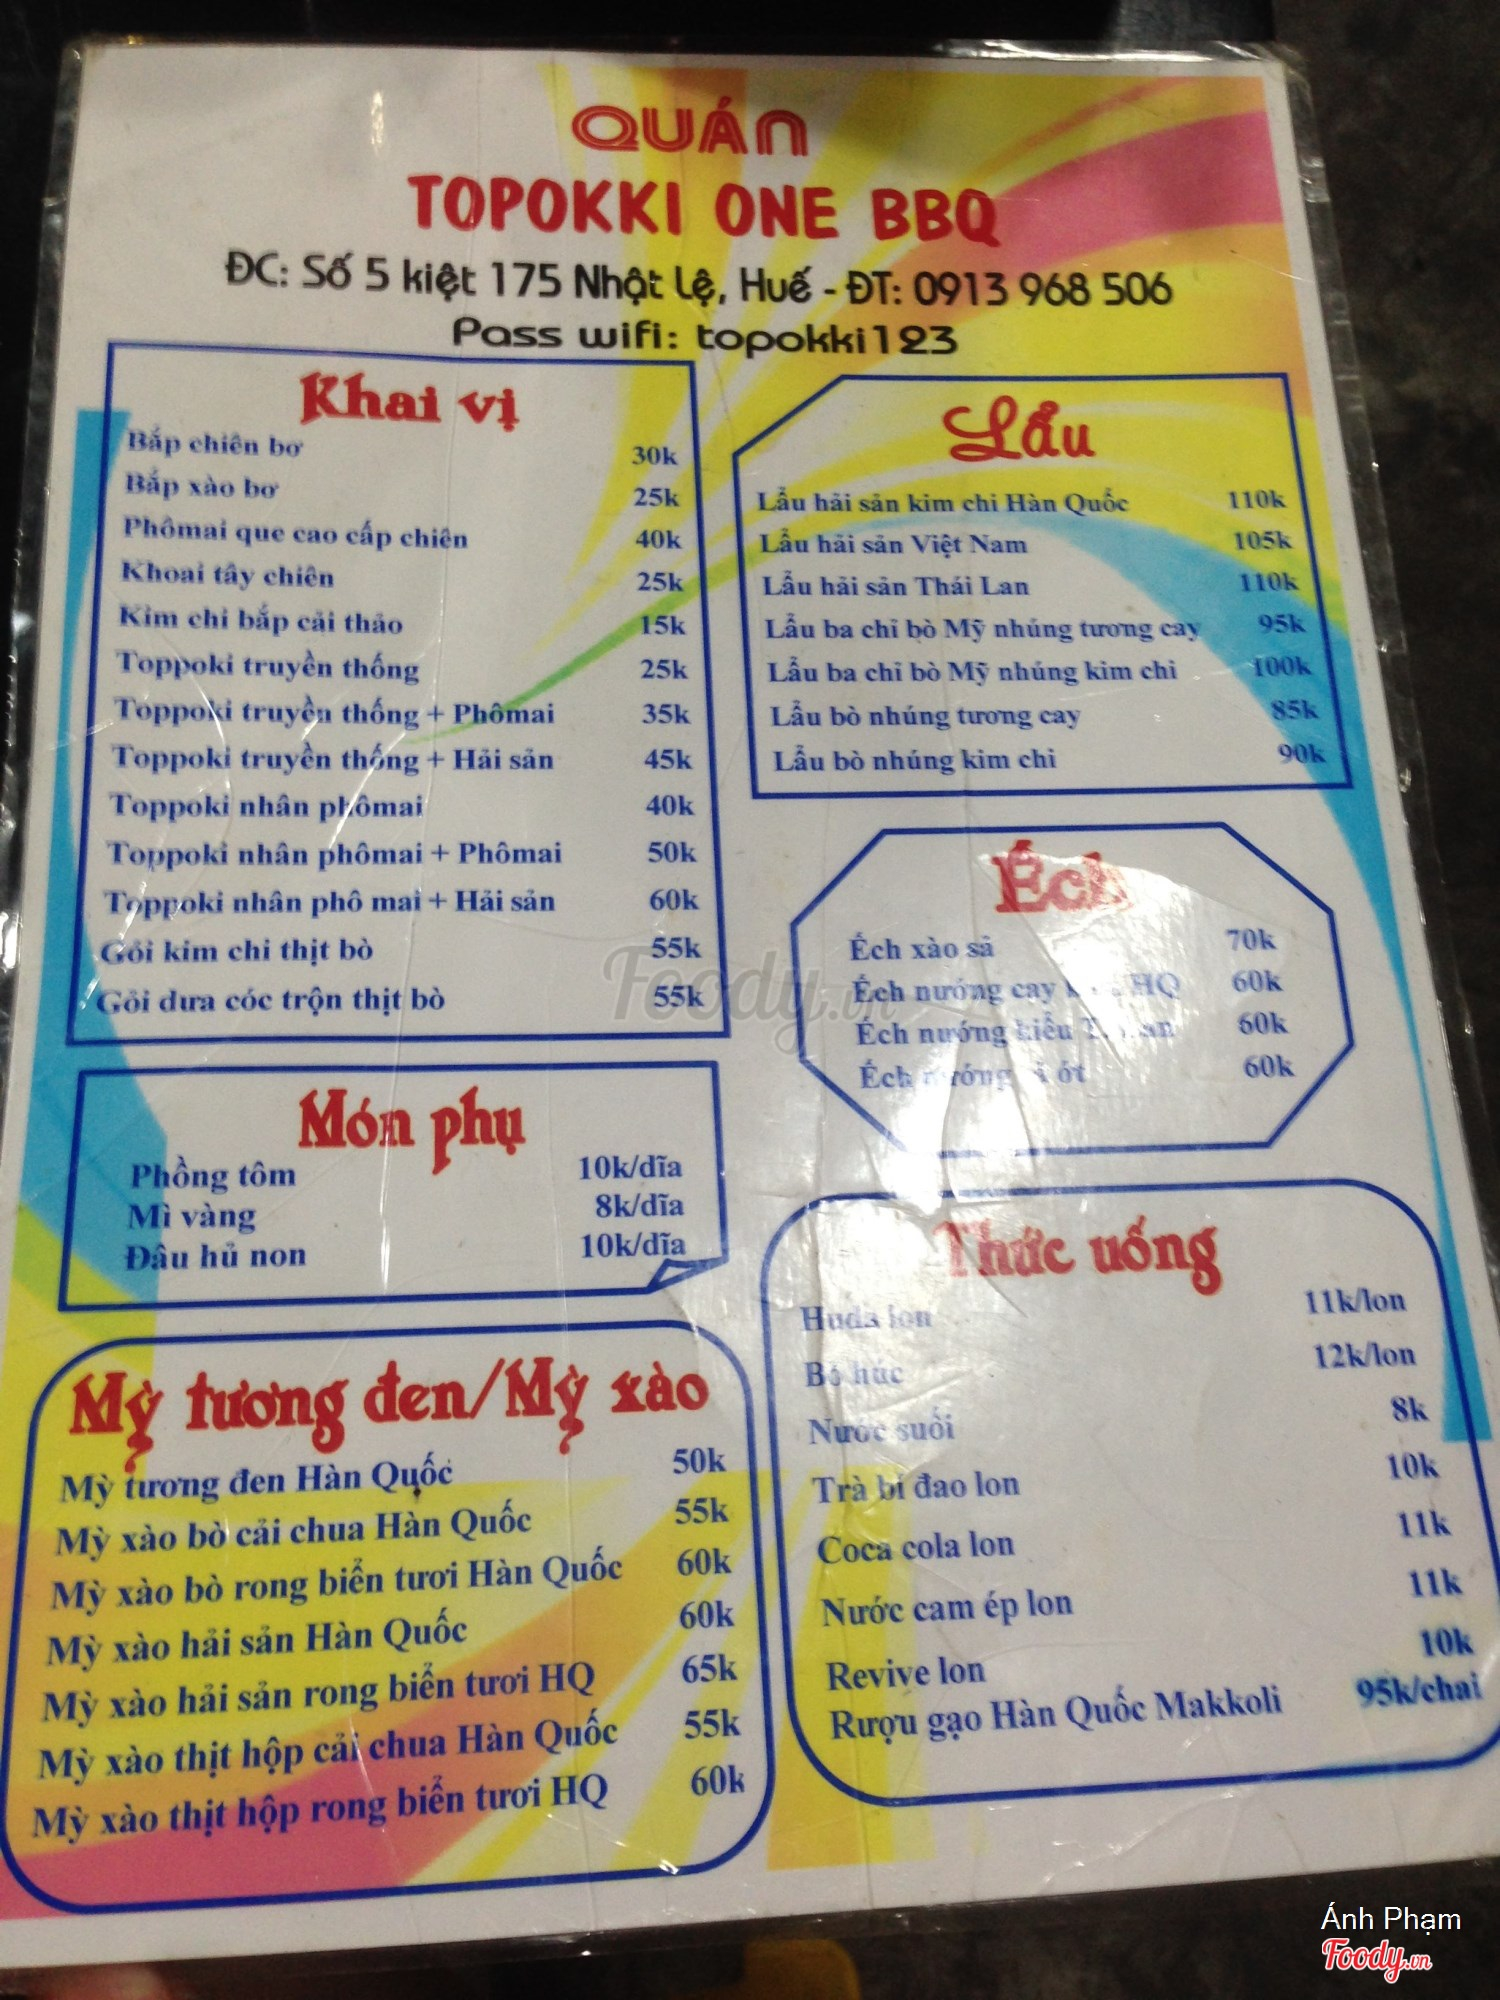 QUÁN
TOPOKKI ONE BBQ
ĐC: Số 5 kiệt 175 Nhật Lệ, Huế - ĐT: 0913 968 506
Pass wifi: topokki123
Khai vị
Bắp chiên bơ 30k
Bắp xào bơ 25k
Phômai que cao cấp chiên 40k
Khoai tây chiên 25k
Kim chi bắp cải thảo 15k
Toppoki truyền thống 25k
Toppoki truyền thống + Phômai 35k
Toppoki truyền thống + Hải sản 45k
Toppoki nhân phômai 40k
Toppoki nhân phômai + Phômai 50k
Toppoki nhân phô mai + Hải sản 60k
Gỏi kim chi thịt bò 55k
Gỏi dưa cóc trộn thịt bò 55k
Món phụ
Phồng tôm 10k/dĩa
Mì vàng 8k/dĩa
Đâu hủ non 10k/dĩa
Mỳ tương đen/Mỳ xào
Mỳ tương đen Hàn Quốc 50k
Mỳ xào bò cải chua Hàn Quốc 55k
Mỳ xào bò rong biển tươi Hàn Quốc 60k
Mỳ xào hải sản Hàn Quốc 60k
Mỳ xào hải sản rong biển tươi HQ 65k
Mỳ xào thịt hộp cải chua Hàn Quốc 55k
Mỳ xào thịt hộp rong biển tươi HQ 60k
Lẩu
Lẩu hải sản kim chi Hàn Quốc 110k
Lẩu hải sản Việt Nam 105k
Lẩu hải sản Thái Lan 110k
Lẩu ba chỉ bò Mỹ nhúng tương cay 95k
Lẩu ba chỉ bò Mỹ nhúng kim chi 100k
Lẩu bò nhúng tương cay 85k
Lẩu bò nhúng kim chi 90k
Ếch
Ếch xào sả 70k
Ếch nướng cay HQ 60k
Ếch nướng kiểu 60k
Ếch nướng ớt 60k
Thức uống
Huda lon 11k/lon
Bò húc 12k/lon
Nước suối 8k
Trà bí đao lon 10k
Coca cola lon 11k
Nước cam ép lon 11k
Revive lon 10k
Rượu gạo Hàn Quốc Makkoli 95k/chai
Foody.vn
Ánh Phạm
Foody.vn